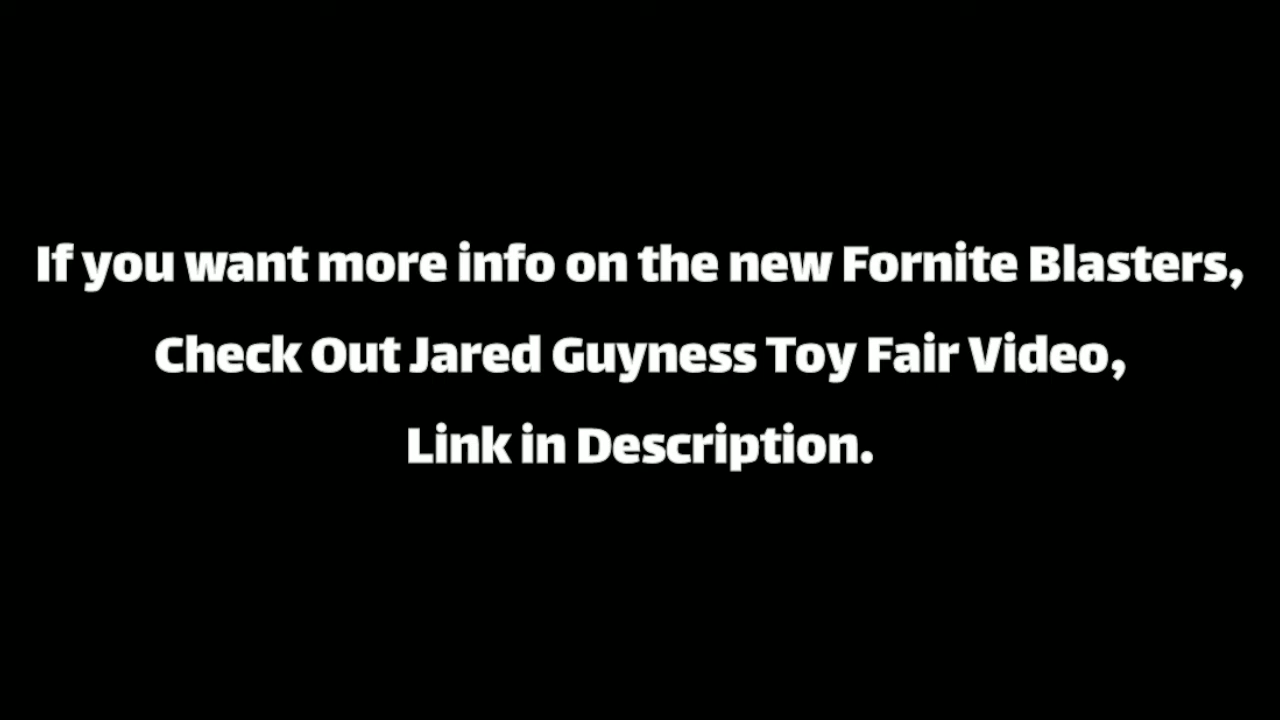 If you want more info on the new Fornite Blasters,
Check Out Jared Guyness Toy Fair Video,
Link in Description.